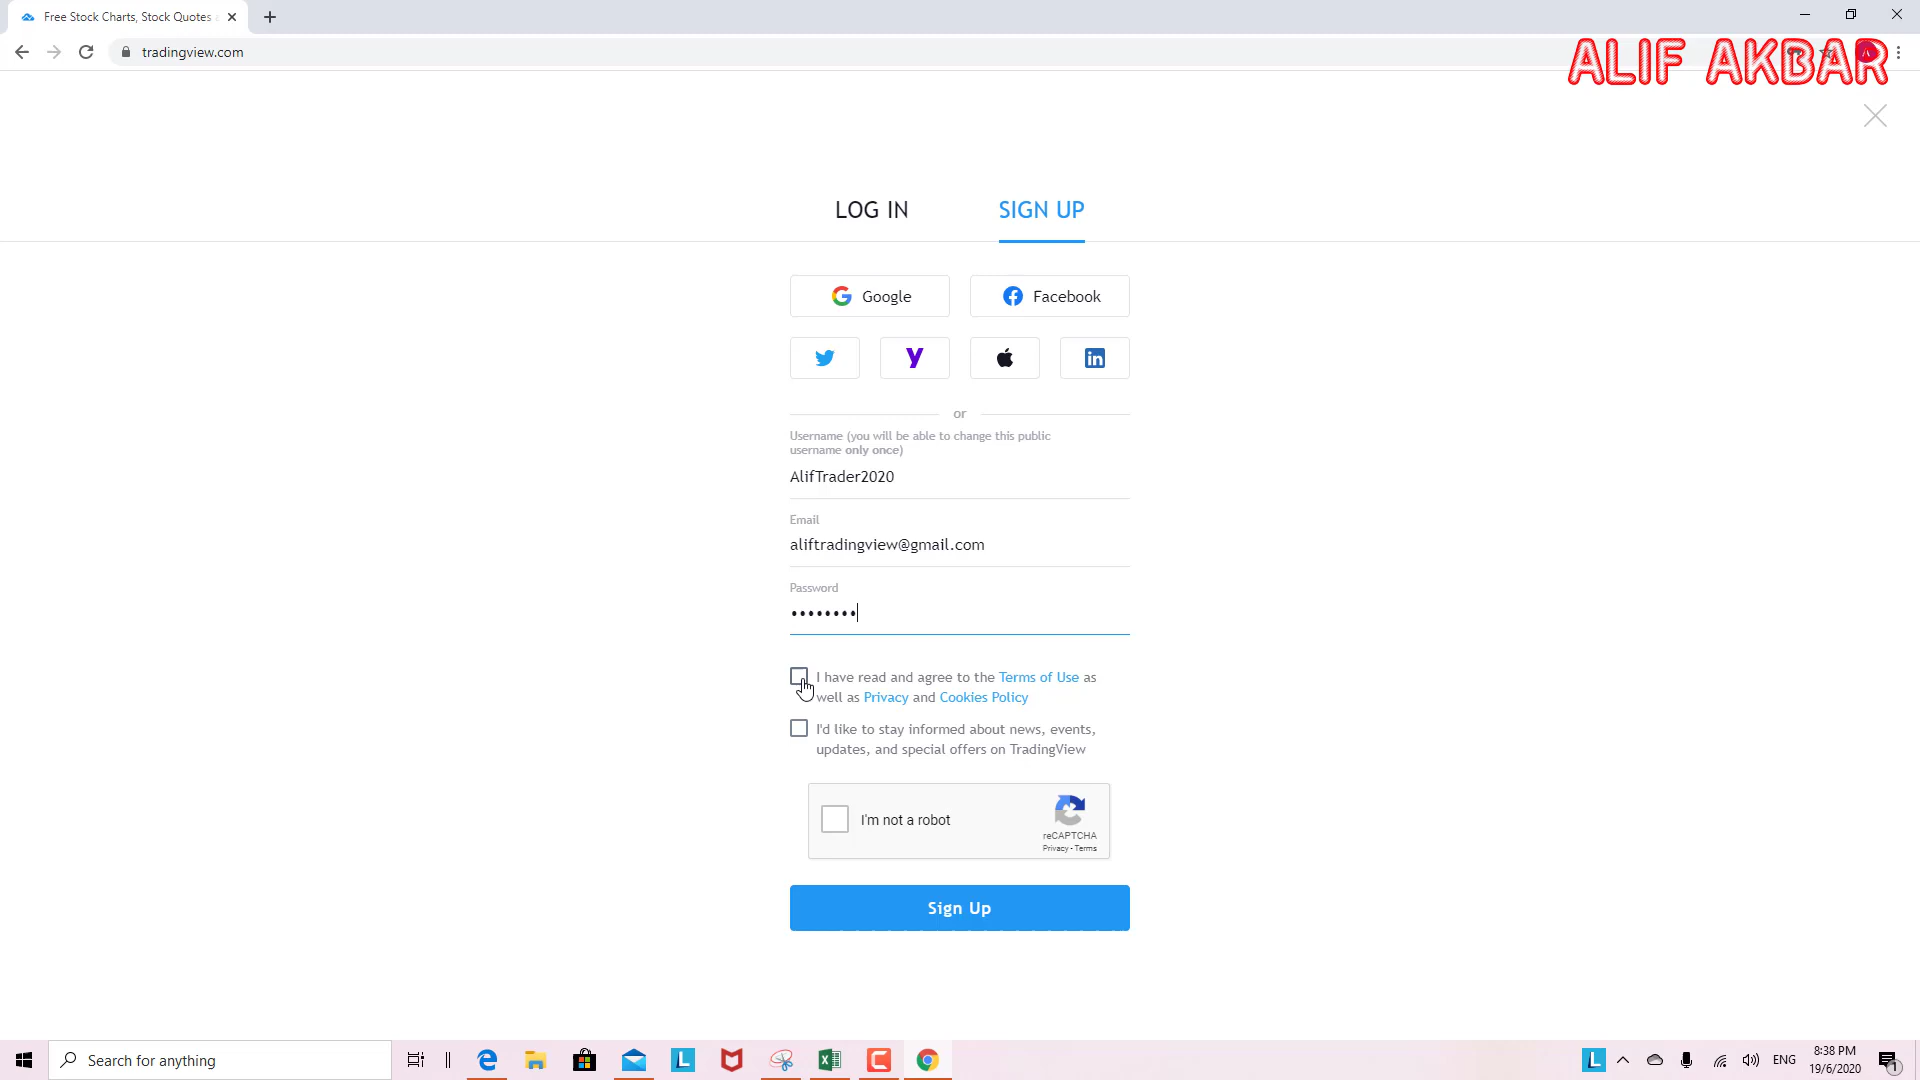 Free Stock Charts, Stock Quotes
tradingview.com
ALIF AKBAR
LOG IN
SIGN UP
Google
Facebook
or
Username (you will be able to change this public
username only once)
AlifTrader2020
Email
aliftradingview@gmail.com
Password
••••••••
I have read and agree to the Terms of Use as
well as Privacy and Cookies Policy
I'd like to stay informed about news, events,
updates, and special offers on TradingView
I'm not a robot
reCAPTCHA
Privacy - Terms
Sign Up
Search for anything
ENG
8:38 PM
19/6/2020
1